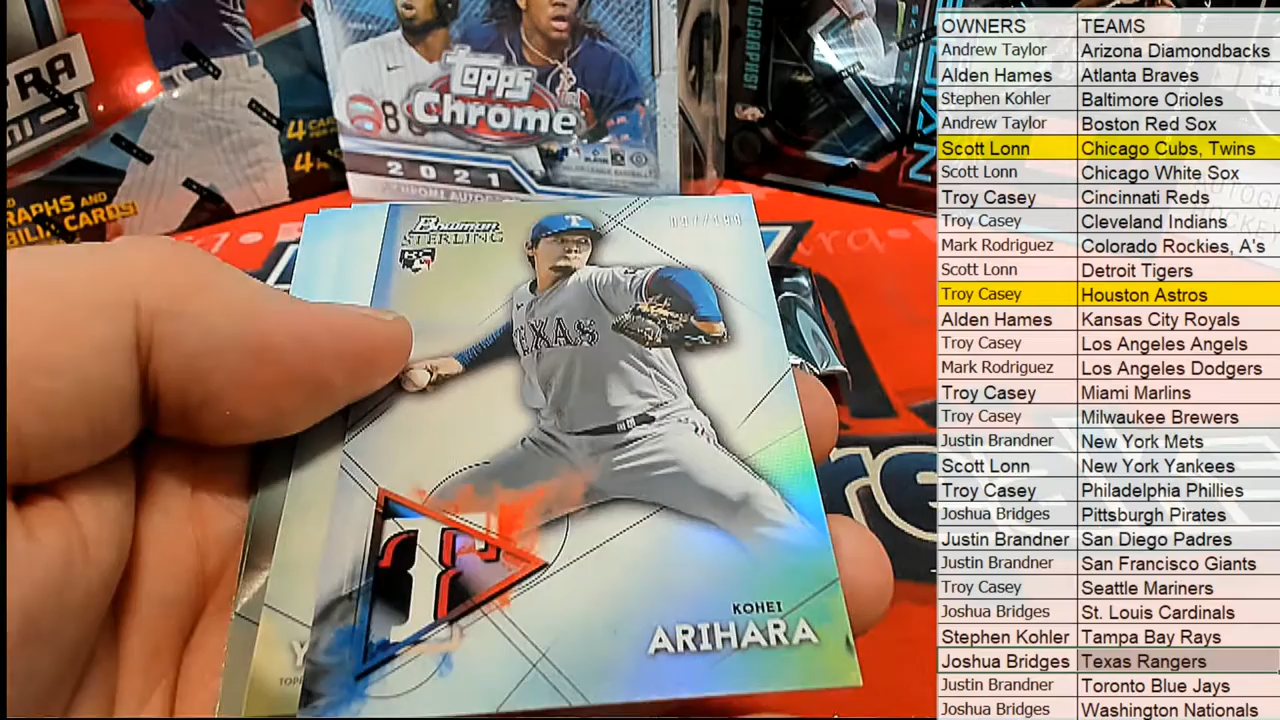 Topps
Chrome
2021
4 CARDS
4
AND
CARDS!
Bowman
STERLING
TEXAS
T
KOHEI
ARIHARA
OWNERS TEAMS
Andrew Taylor Arizona Diamondbacks
Alden Hames Atlanta Braves
Stephen Kohler Baltimore Orioles
Andrew Taylor Boston Red Sox
Scott Lonn Chicago Cubs, Twins
Scott Lonn Chicago White Sox
Troy Casey Cincinnati Reds
Troy Casey Cleveland Indians
Mark Rodriguez Colorado Rockies, A's
Scott Lonn Detroit Tigers
Troy Casey Houston Astros
Alden Hames Kansas City Royals
Troy Casey Los Angeles Angels
Mark Rodriguez Los Angeles Dodgers
Troy Casey Miami Marlins
Troy Casey Milwaukee Brewers
Justin Brandner New York Mets
Scott Lonn New York Yankees
Troy Casey Philadelphia Phillies
Joshua Bridges Pittsburgh Pirates
Justin Brandner San Diego Padres
Justin Brandner San Francisco Giants
Troy Casey Seattle Mariners
Joshua Bridges St. Louis Cardinals
Stephen Kohler Tampa Bay Rays
Joshua Bridges Texas Rangers
Justin Brandner Toronto Blue Jays
Joshua Bridges Washington Nationals